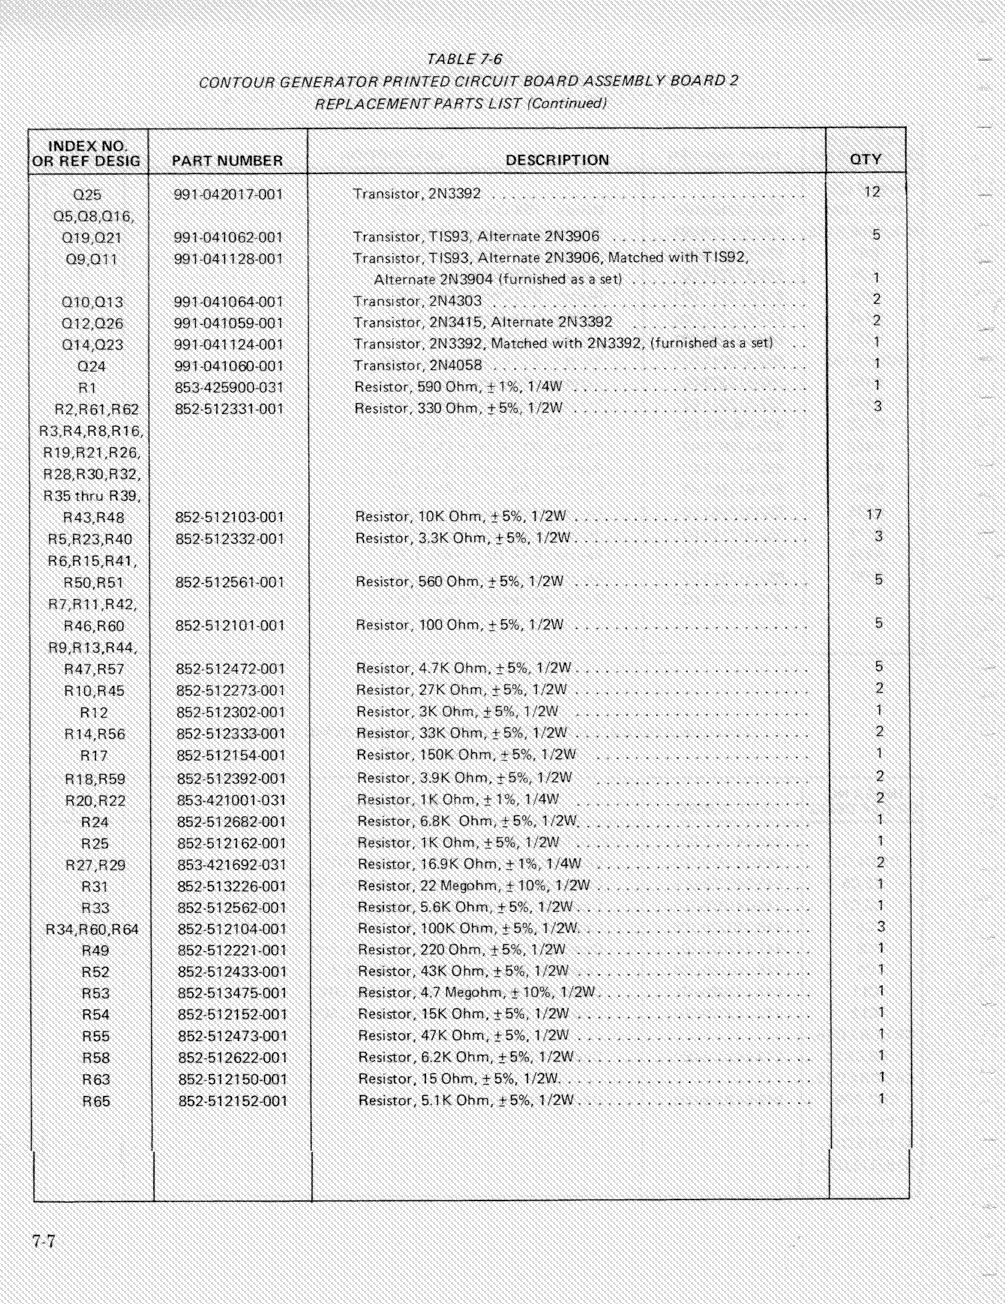 TABLE 7-6
CONTOUR GENERATOR PRINTED CIRCUIT BOARD ASSEMBLY BOARD 2
REPLACEMENT PARTS LIST (Continued)
INDEX NO.
OR REF DESIG PART NUMBER DESCRIPTION QTY
Q25 991-042017-001 Transistor, 2N3392 12
Q5,Q8,Q16,
Q19,Q21 991-041062-001 Transistor, TIS93, Alternate 2N3906 5
Q9,Q11 991-041128-001 Transistor, TIS93, Alternate 2N3906, Matched with TIS92,
Alternate 2N3904 (furnished as a set) 1
Q10,Q13 991-041064-001 Transistor, 2N4303 2
Q12,Q26 991-041059-001 Transistor, 2N3415, Alternate 2N3392 2
Q14,Q23 991-041124-001 Transistor, 2N3392, Matched with 2N3392, (furnished as a set) 1
Q24 991-041060-001 Transistor, 2N4058 1
R1 853-425900-031 Resistor, 590 Ohm, ±1%, 1/4W 1
R2,R61,R62 852-512331-001 Resistor, 330 Ohm, ±5%, 1/2W 3
R3,R4,R8,R16,
R19,R21,R26,
R28,R30,R32,
R35 thru R39,
R43,R48 852-512103-001 Resistor, 10K Ohm, ±5%, 1/2W 17
R5,R23,R40 852-512332-001 Resistor, 3.3K Ohm, ±5%, 1/2W 3
R6,R15,R41,
R50,R51 852-512561-001 Resistor, 560 Ohm, ±5%, 1/2W 5
R7,R11,R42,
R46,R60 852-512101-001 Resistor, 100 Ohm, ±5%, 1/2W 5
R9,R13,R44,
R47,R57 852-512472-001 Resistor, 4.7K Ohm, ±5%, 1/2W 5
R10,R45 852-512273-001 Resistor, 27K Ohm, ±5%, 1/2W 2
R12 852-512302-001 Resistor, 3K Ohm, ±5%, 1/2W 1
R14,R56 852-512333-001 Resistor, 33K Ohm, ±5%, 1/2W 2
R17 852-512154-001 Resistor, 150K Ohm, ±5%, 1/2W 1
R18,R59 852-512392-001 Resistor, 3.9K Ohm, ±5%, 1/2W 2
R20,R22 853-421001-031 Resistor, 1K Ohm, ±1%, 1/4W 2
R24 852-512682-001 Resistor, 6.8K Ohm, ±5%, 1/2W 1
R25 852-512162-001 Resistor, 1K Ohm, ±5%, 1/2W 1
R27,R29 853-421692-031 Resistor, 16.9K Ohm, ±1%, 1/4W 2
R31 852-513226-001 Resistor, 22 Megohm, ±10%, 1/2W 1
R33 852-512562-001 Resistor, 5.6K Ohm, ±5%, 1/2W 1
R34,R60,R64 852-512104-001 Resistor, 100K Ohm, ±5%, 1/2W 3
R49 852-512221-001 Resistor, 220 Ohm, ±5%, 1/2W 1
R52 852-512433-001 Resistor, 43K Ohm, ±5%, 1/2W 1
R53 852-513475-001 Resistor, 4.7 Megohm, ±10%, 1/2W 1
R54 852-512152-001 Resistor, 15K Ohm, ±5%, 1/2W 1
R55 852-512473-001 Resistor, 47K Ohm, ±5%, 1/2W 1
R58 852-512622-001 Resistor, 6.2K Ohm, ±5%, 1/2W 1
R63 852-512150-001 Resistor, 15 Ohm, ±5%, 1/2W 1
R65 852-512152-001 Resistor, 5.1K Ohm, ±5%, 1/2W 1
7-7